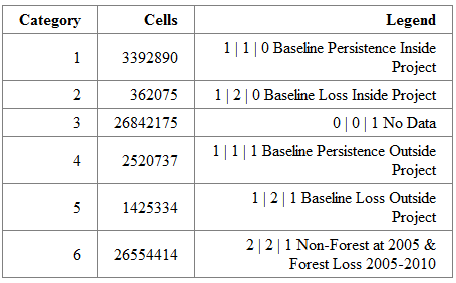 Category Cells Legend
1 3392890 1 | 1 | 0 Baseline Persistence Inside
Project
2 362075 1 | 2 | 0 Baseline Loss Inside Project
3 26842175 0 | 0 | 1 No Data
4 2520737 1 | 1 | 1 Baseline Persistence Outside
Project
5 1425334 1 | 2 | 1 Baseline Loss Outside
Project
6 26554414 2 | 2 | 1 Non-Forest at 2005 &
Forest Loss 2005-2010